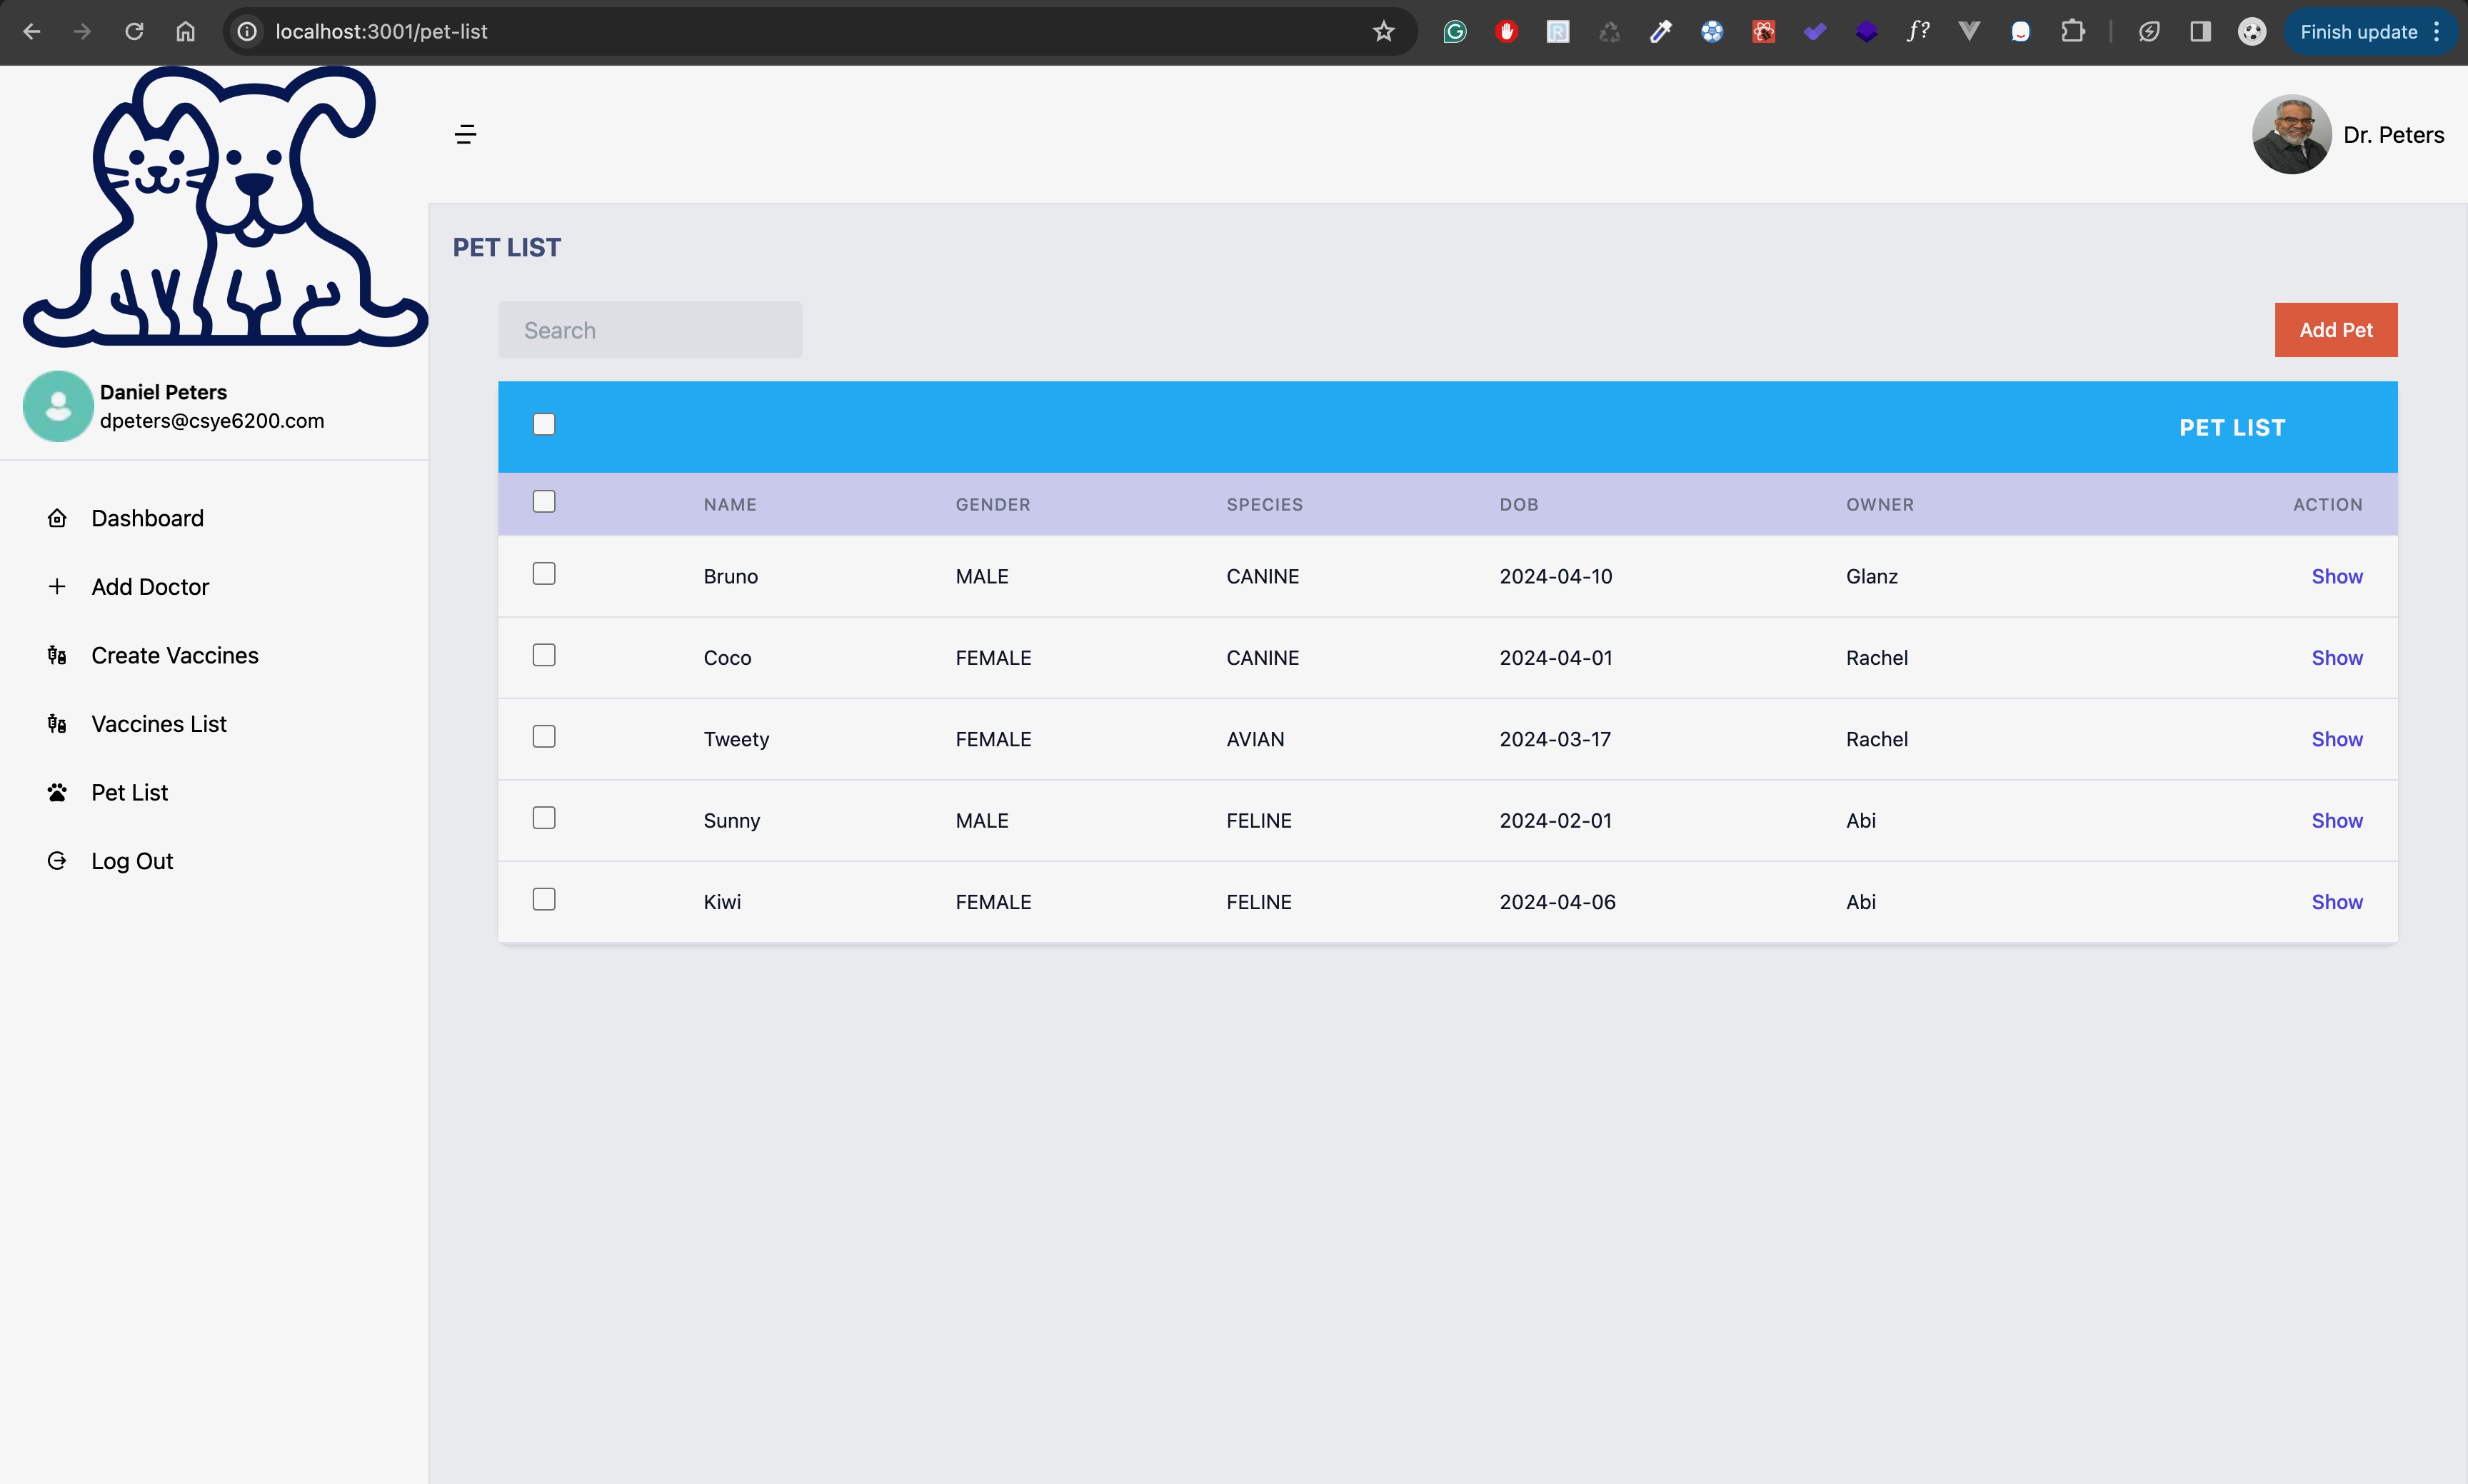 localhost:3001/pet-list
f?
Finish update
Dr. Peters
PET LIST
Search
Add Pet
Daniel Peters
dpeters@csye6200.com
Dashboard
Add Doctor
Create Vaccines
Vaccines List
Pet List
Log Out
PET LIST
NAME GENDER SPECIES DOB OWNER ACTION
Bruno MALE CANINE 2024-04-10 Glanz Show
Coco FEMALE CANINE 2024-04-01 Rachel Show
Tweety FEMALE AVIAN 2024-03-17 Rachel Show
Sunny MALE FELINE 2024-02-01 Abi Show
Kiwi FEMALE FELINE 2024-04-06 Abi Show